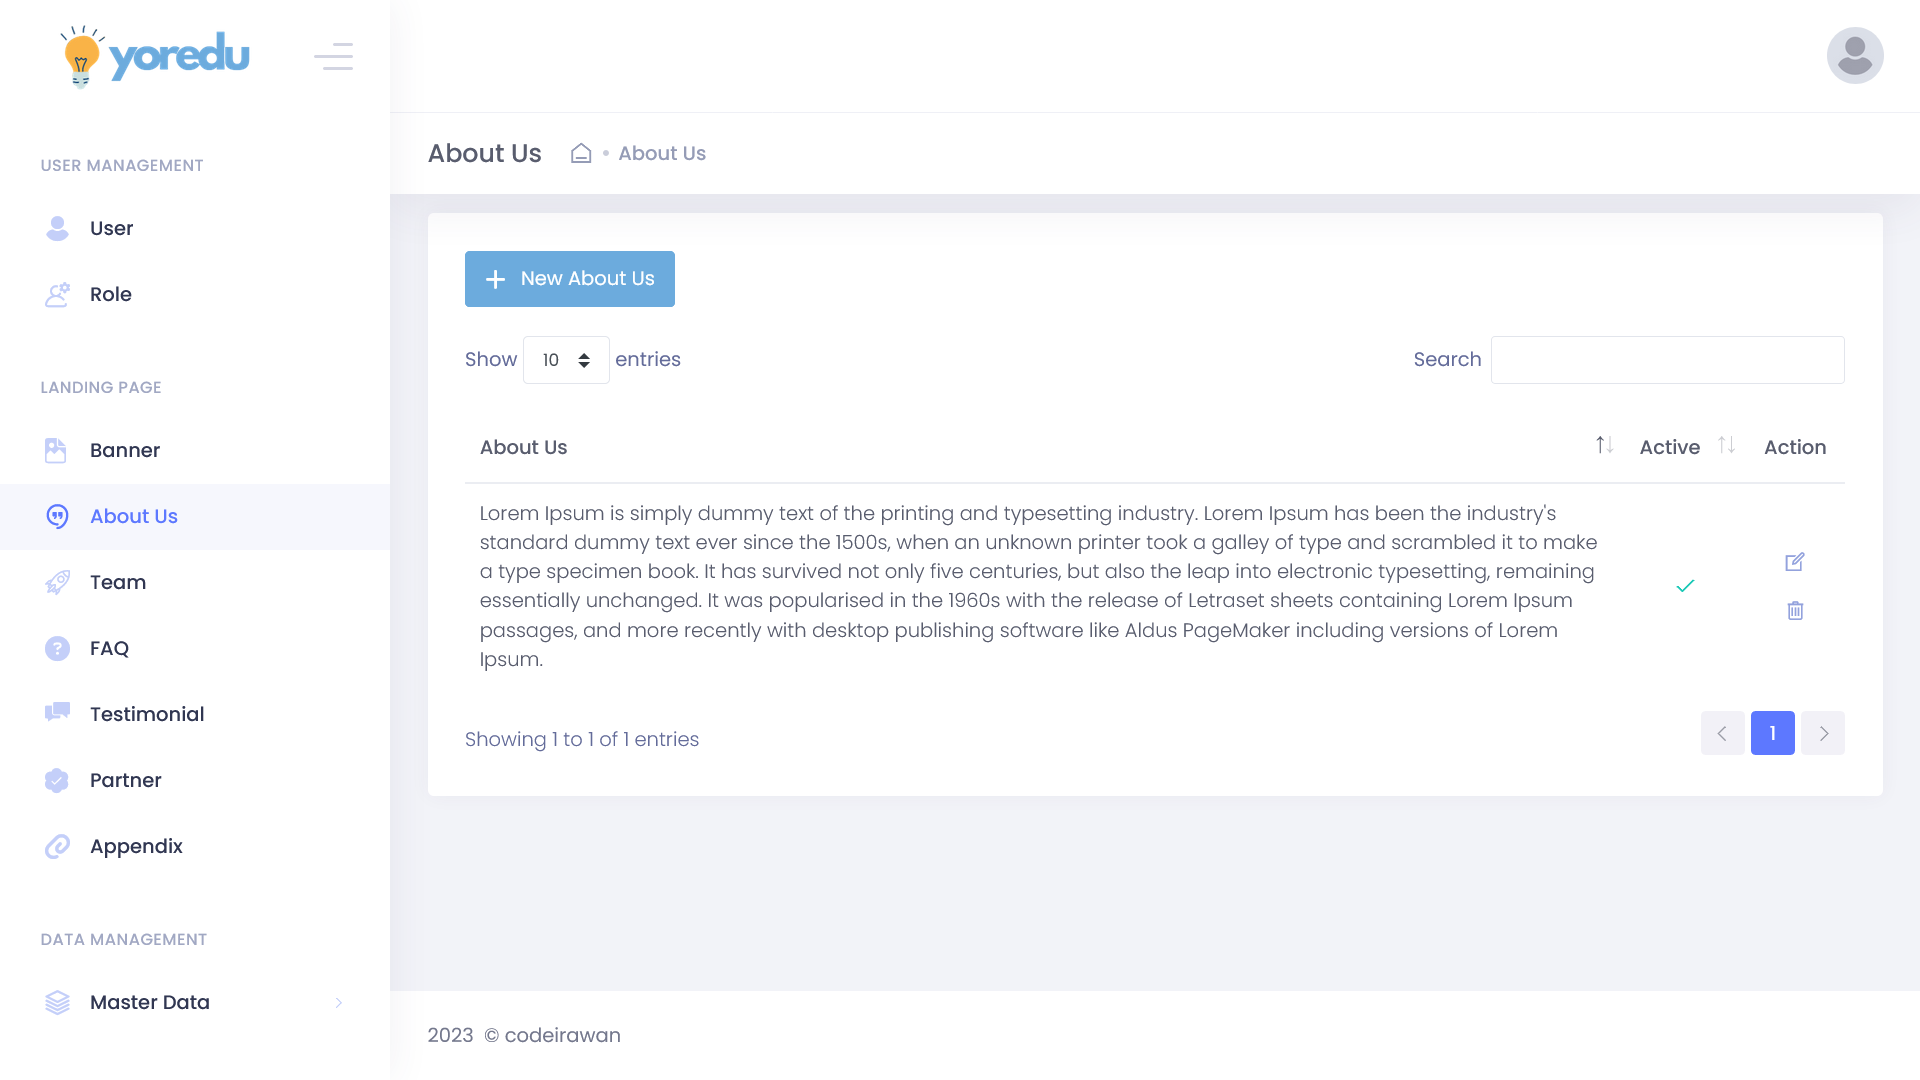 yoredu
USER MANAGEMENT
User
Role
LANDING PAGE
Banner
About Us
Team
FAQ
Testimonial
Partner
Appendix
DATA MANAGEMENT
Master Data
About Us
About Us
New About Us
Show 10 entries
Search
About Us Active Action
Lorem Ipsum is simply dummy text of the printing and typesetting industry. Lorem Ipsum has been the industry's
standard dummy text ever since the 1500s, when an unknown printer took a galley of type and scrambled it to make
a type specimen book. It has survived not only five centuries, but also the leap into electronic typesetting, remaining
essentially unchanged. It was popularised in the 1960s with the release of Letraset sheets containing Lorem Ipsum
passages, and more recently with desktop publishing software like Aldus PageMaker including versions of Lorem
Ipsum.
Showing 1 to 1 of 1 entries
1
2023 © codeirawan